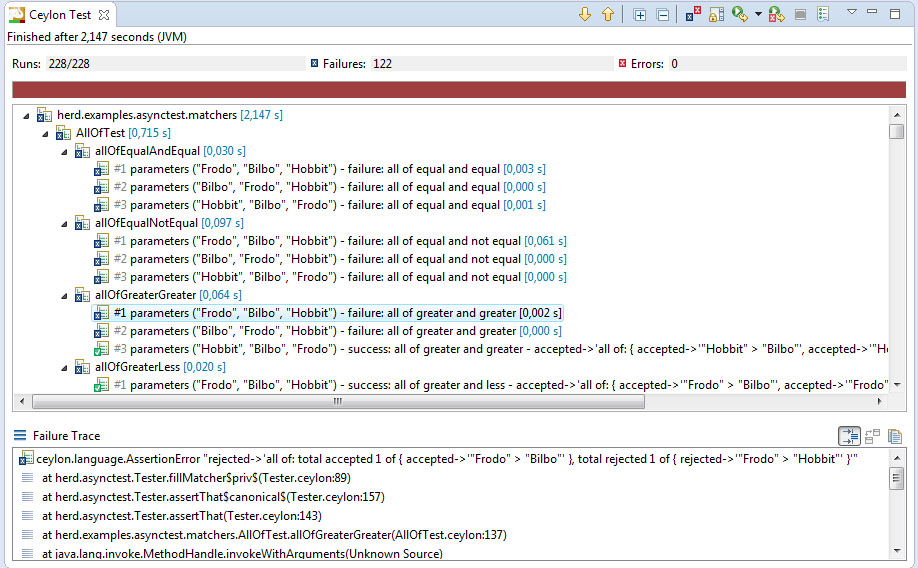 Ceylon Test
Finished after 2,147 seconds (JVM)
Runs: 228/228 Failures: 122 Errors: 0
herd.examples.asynctest.matchers [2,147 s]
AllOfTest [0,715 s]
allOfEqualAndEqual [0,030 s]
#1 parameters ("Frodo", "Bilbo", "Hobbit") - failure: all of equal and equal [0,003 s]
#2 parameters ("Bilbo", "Frodo", "Hobbit") - failure: all of equal and equal [0,000 s]
#3 parameters ("Hobbit", "Bilbo", "Frodo") - failure: all of equal and equal [0,001 s]
allOfEqualNotEqual [0,097 s]
#1 parameters ("Frodo", "Bilbo", "Hobbit") - failure: all of equal and not equal [0,061 s]
#2 parameters ("Bilbo", "Frodo", "Hobbit") - failure: all of equal and not equal [0,000 s]
#3 parameters ("Hobbit", "Bilbo", "Frodo") - failure: all of equal and not equal [0,000 s]
allOfGreaterGreater [0,064 s]
#1 parameters ("Frodo", "Bilbo", "Hobbit") - failure: all of greater and greater [0,002 s]
#2 parameters ("Bilbo", "Frodo", "Hobbit") - failure: all of greater and greater [0,000 s]
#3 parameters ("Hobbit", "Bilbo", "Frodo") - success: all of greater and greater - accepted->'all of: { accepted->'"Hobbit" > "Bilbo"', accepted->'"Ho
allOfGreaterLess [0,020 s]
#1 parameters ("Frodo", "Bilbo", "Hobbit") - success: all of greater and less - accepted->'all of: { accepted->'"Frodo" > "Bilbo"', accepted->'"Frodo"
Failure Trace
ceylon.language.AssertionError "rejected->'all of: total accepted 1 of { accepted->'"Frodo" > "Bilbo"' }, total rejected 1 of { rejected->'"Frodo" > "Hobbit"' }'"
at herd.asynctest.Tester.fillMatcher$priv$(Tester.ceylon:89)
at herd.asynctest.Tester.assertThat$canonical$(Tester.ceylon:157)
at herd.asynctest.Tester.assertThat(Tester.ceylon:143)
at herd.examples.asynctest.matchers.AllOfTest.allOfGreaterGreater(AllOfTest.ceylon:137)
at java.lang.invoke.MethodHandle.invokeWithArguments(Unknown Source)